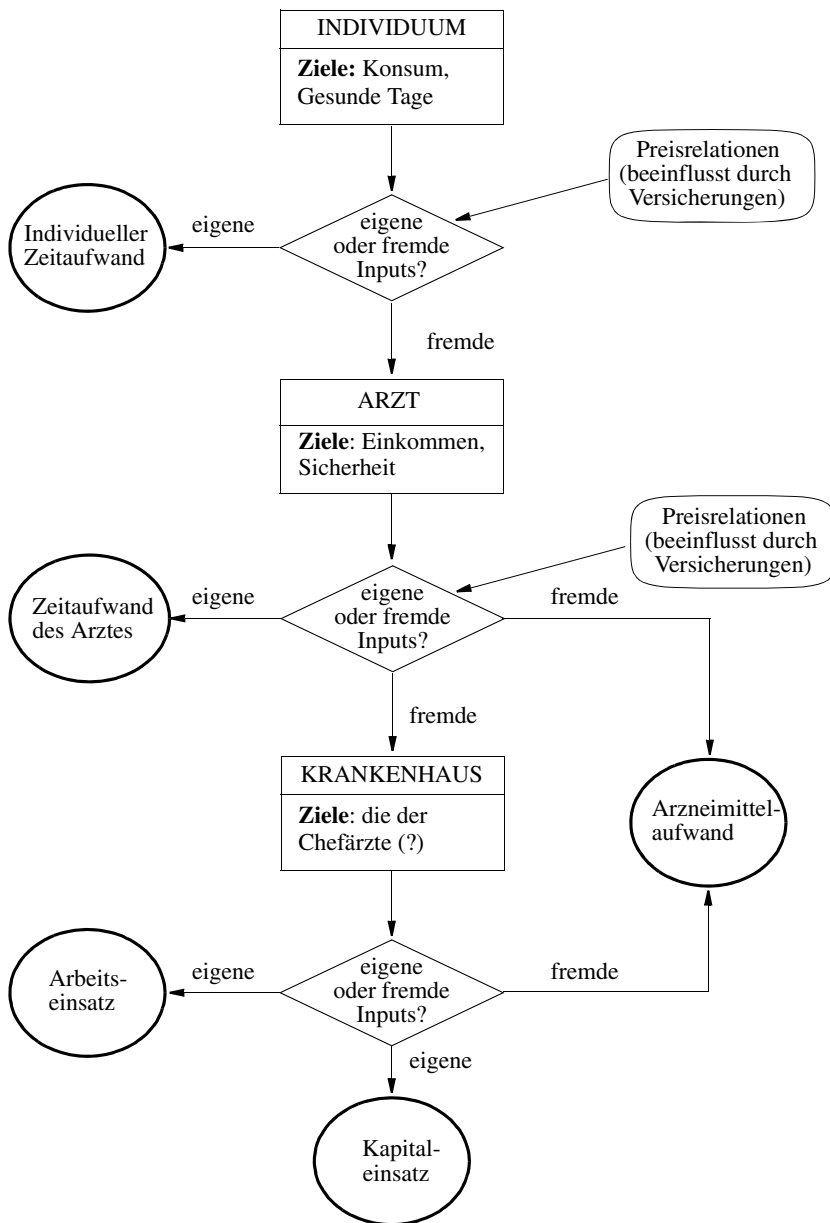 INDIVIDUUM
Ziele: Konsum,
Gesunde Tage
Preisrelationen
(beeinflusst durch
Versicherungen)
Individueller
Zeitaufwand
eigene
eigene
oder fremde
Inputs?
fremde
ARZT
Ziele: Einkommen,
Sicherheit
Preisrelationen
(beeinflusst durch
Versicherungen)
Zeitaufwand
des Arztes
eigene
eigene
oder fremde
Inputs?
fremde
fremde
KRANKENHAUS
Ziele: die der
Chefärzte (?)
Arzneimittel-
aufwand
Arbeits-
einsatz
eigene
eigene
oder fremde
Inputs?
fremde
eigene
Kapital-
einsatz